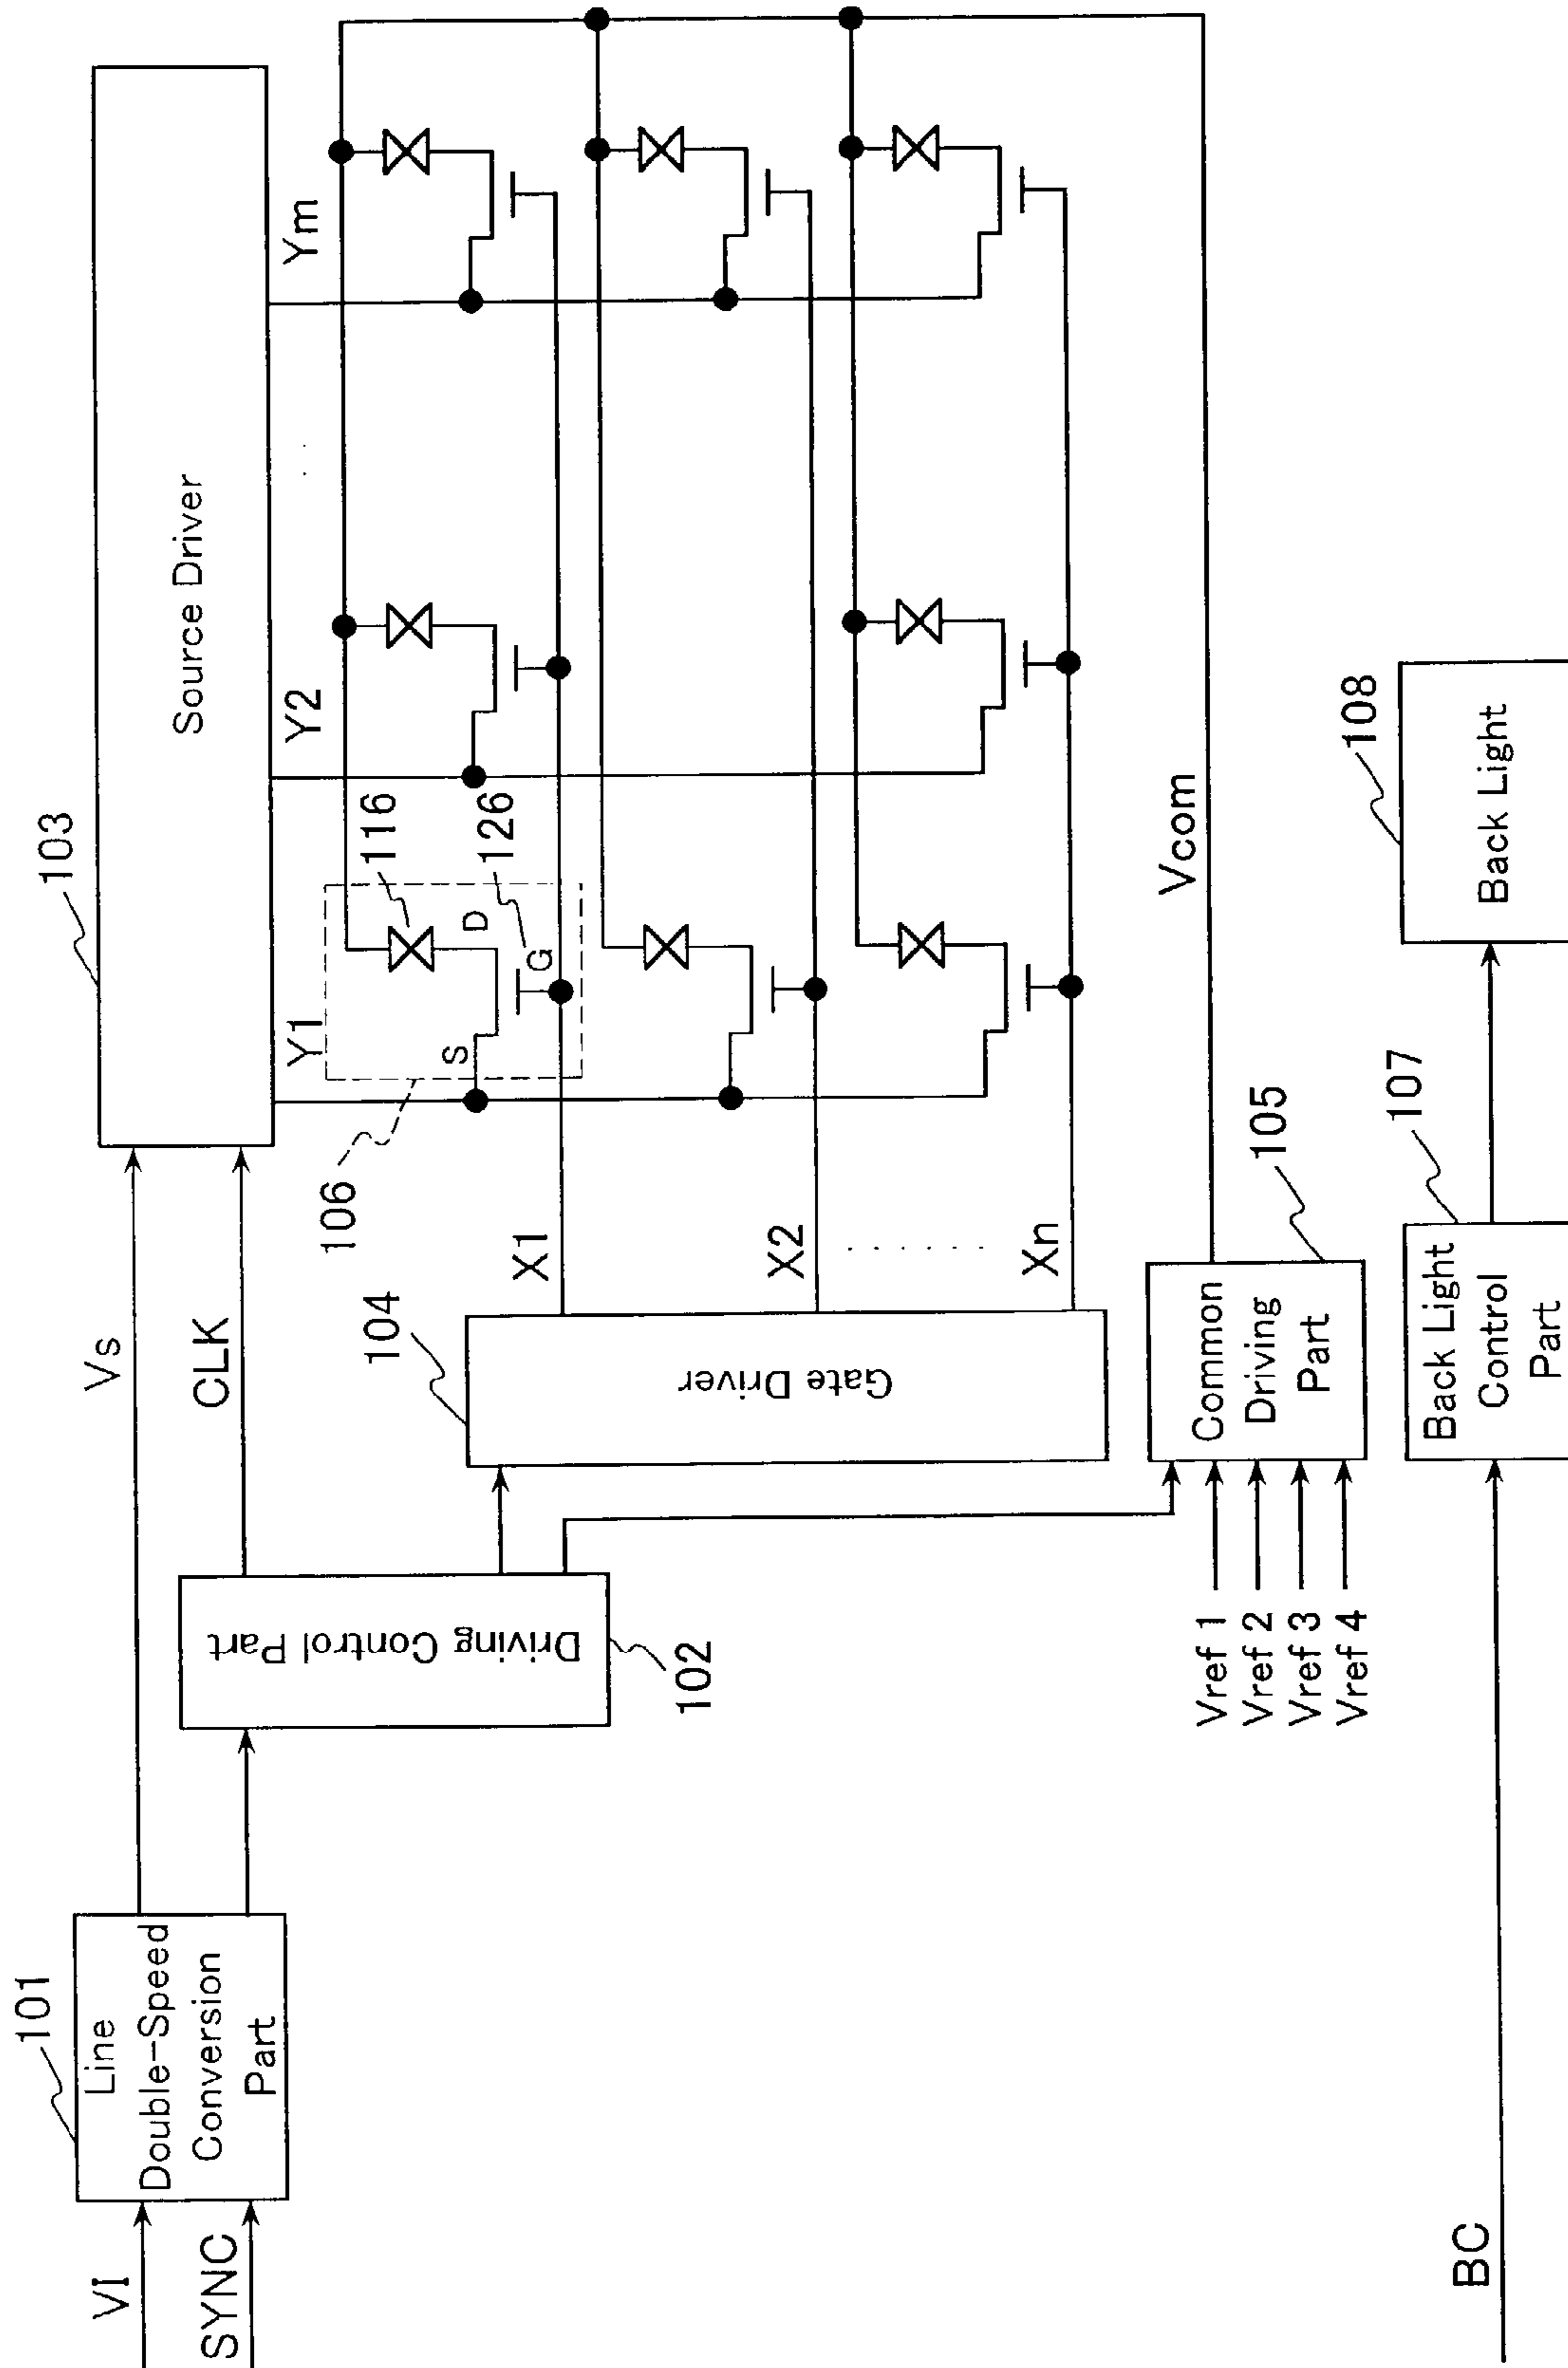 VI
SYNC
101
Line
Double-Speed
Conversion
Part
Vs
CLK
Driving Control Part
102
103
Source Driver
104
Gate Driver
106
Y1
Y2
. .
Ym
116
126
S
D
G
X1
X2
.......
Xn
Vref 1
Vref 2
Vref 3
Vref 4
Common
Driving
Part
105
Vcom
BC
Back Light
Control
Part
107
Back Light
108